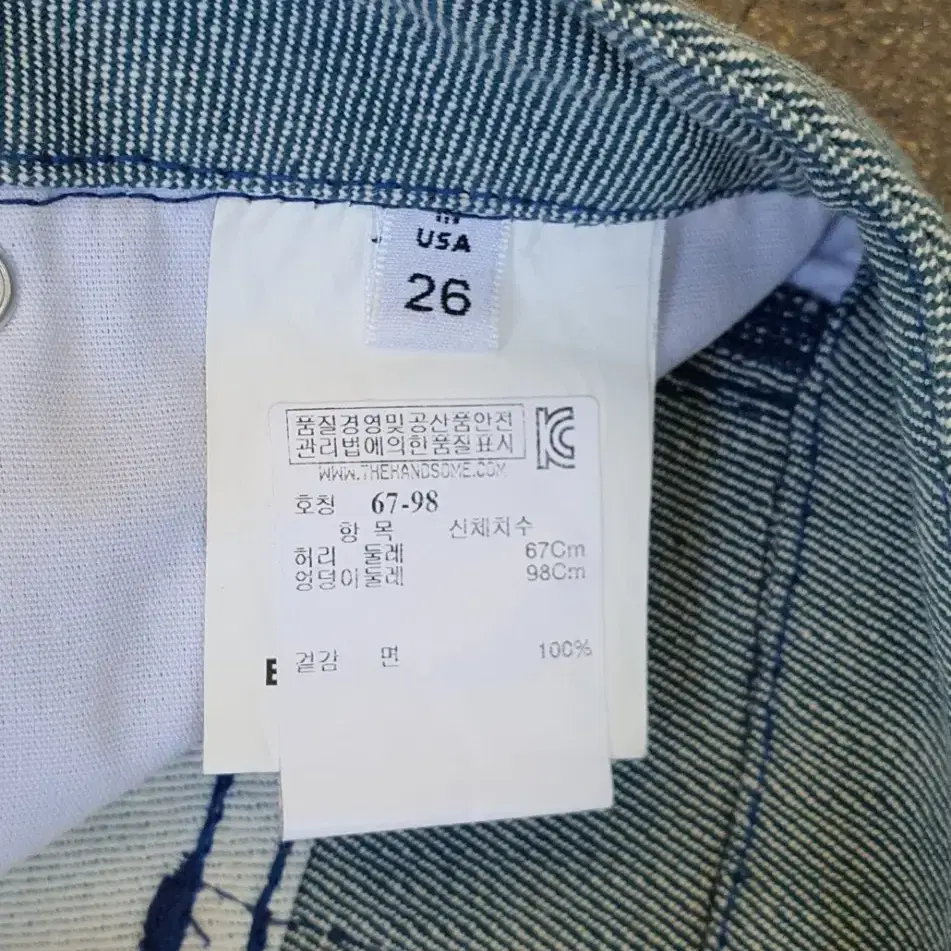 USA
26
품질경영및공산품안전
관리법에의한품질표시
WWW.THEHANDSOME.COM
호칭 67-98
항 목 신체치수
허리 둘레 67Cm
엉덩이둘레 98Cm
겉감 면 100%